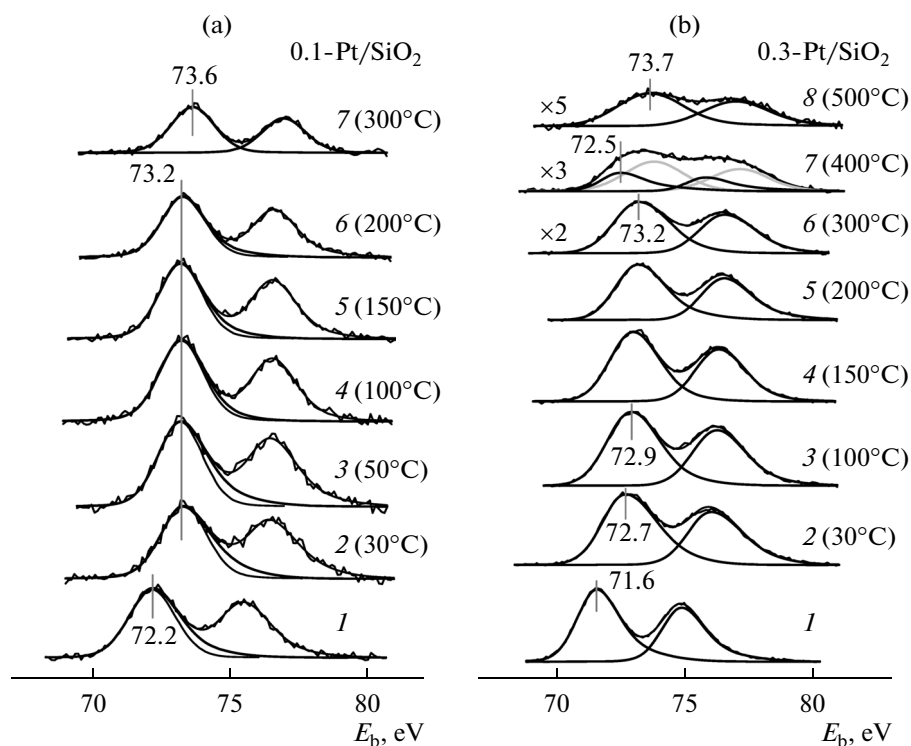 (a)
0.1-Pt/SiO₂
73.6
7 (300°C)
73.2
6 (200°C)
5 (150°C)
4 (100°C)
3 (50°C)
2 (30°C)
72.2
1
70 75 80
E_b, eV
(b)
0.3-Pt/SiO₂
73.7
×5
8 (500°C)
72.5
×3
7 (400°C)
×2
73.2
6 (300°C)
5 (200°C)
4 (150°C)
72.9
3 (100°C)
72.7
2 (30°C)
71.6
1
70 75 80
E_b, eV